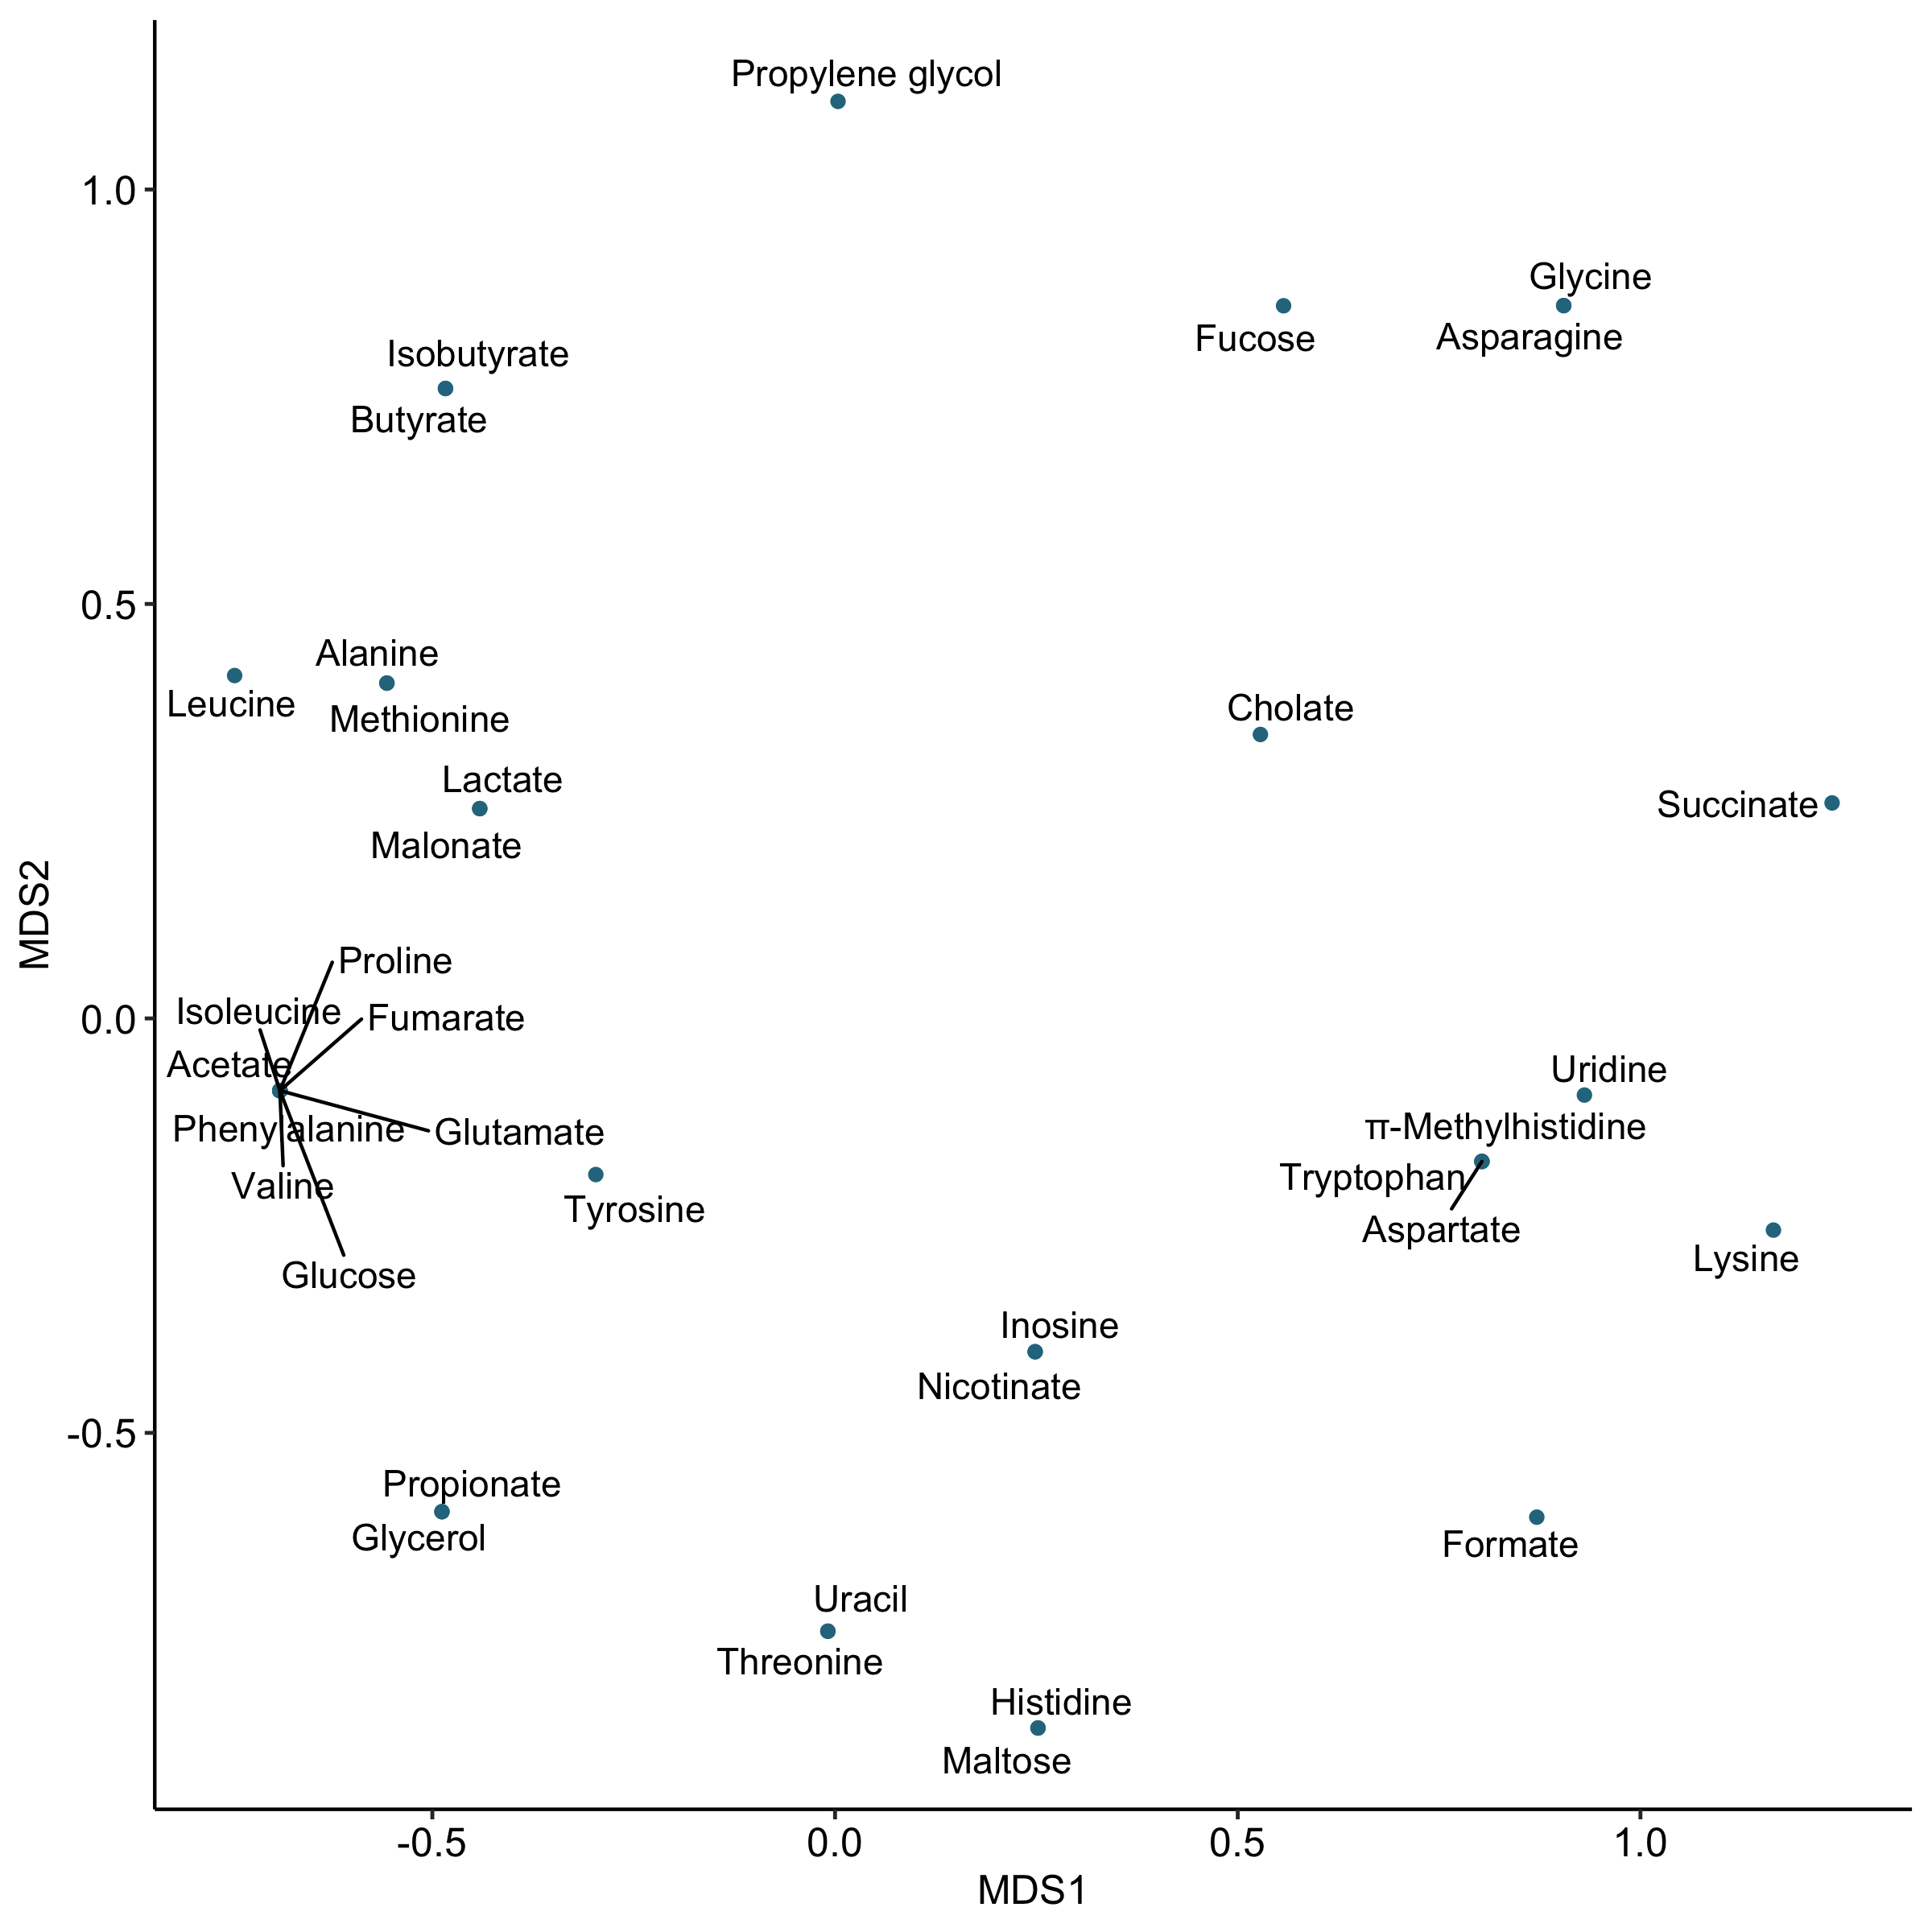 Propylene glycol
1.0
Glycine
Fucose
Asparagine
Isobutyrate
Butyrate
0.5
Alanine
Leucine
Methionine
Cholate
Lactate
Succinate
Malonate
MDS2
Proline
Isoleucine
Fumarate
0.0
Acetate
Uridine
Phenylalanine
Glutamate
π-Methylhistidine
Tryptophan
Valine
Tyrosine
Aspartate
Lysine
Glucose
Inosine
Nicotinate
-0.5
Propionate
Glycerol
Formate
Uracil
Threonine
Histidine
Maltose
-0.5 0.0 0.5 1.0
MDS1